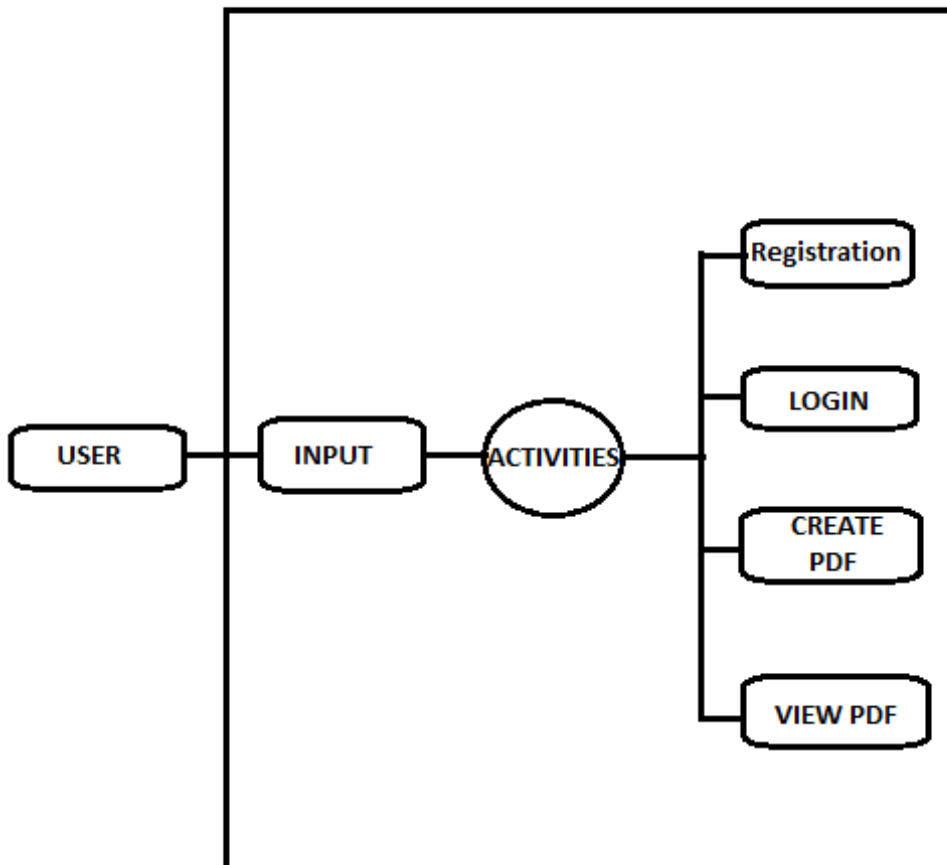 USER
INPUT
ACTIVITIES
Registration
LOGIN
CREATE
PDF
VIEW PDF